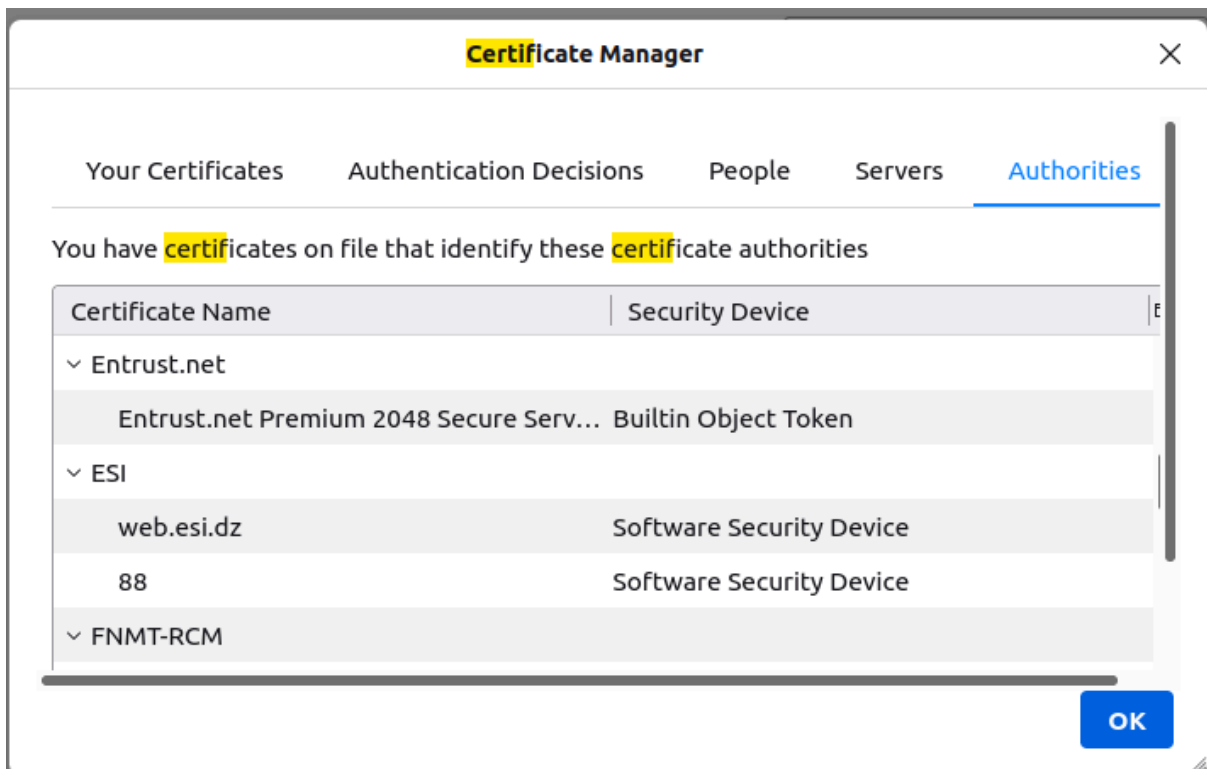 Certificate Manager
Your Certificates Authentication Decisions People Servers Authorities
You have certificates on file that identify these certificate authorities
Certificate Name Security Device
Entrust.net
Entrust.net Premium 2048 Secure Serv... Builtin Object Token
ESI
web.esi.dz Software Security Device
88 Software Security Device
FNMT-RCM
OK